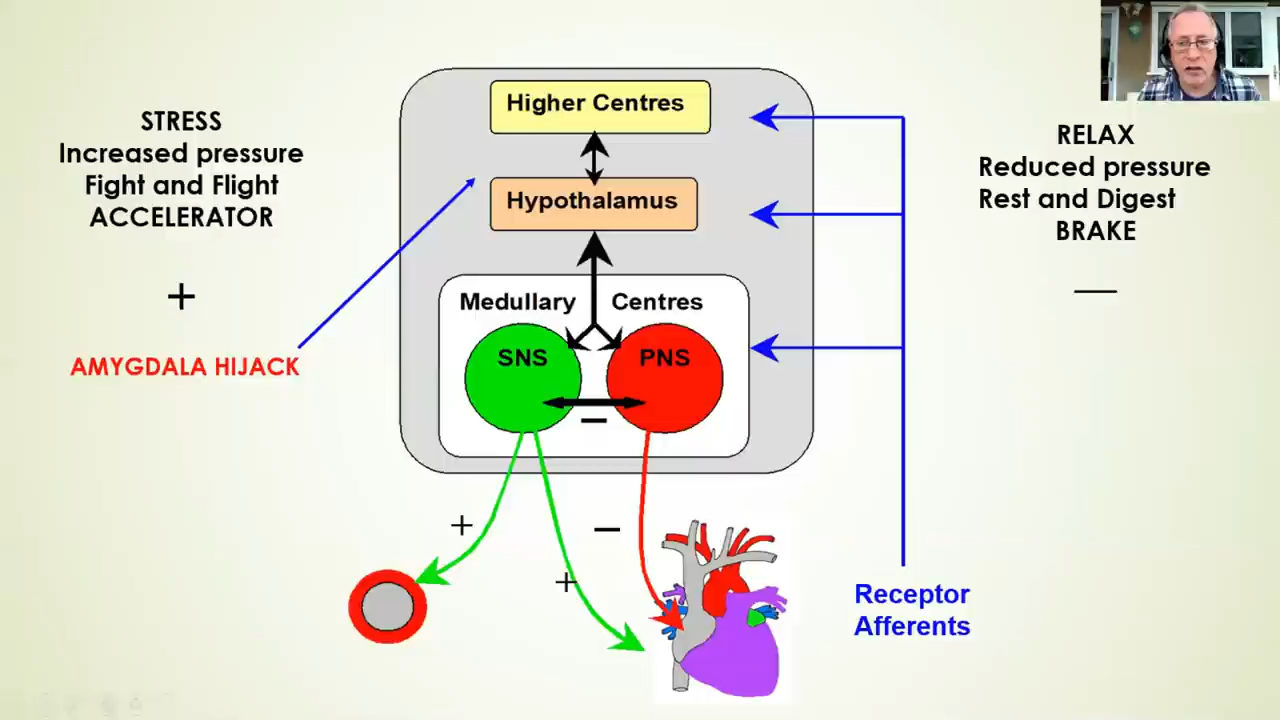 STRESS
Increased pressure
Fight and Flight
ACCELERATOR
+
AMYGDALA HIJACK
Higher Centres
Hypothalamus
Medullary Centres
SNS
PNS
–
+
–
+
RELAX
Reduced pressure
Rest and Digest
BRAKE
—
Receptor
Afferents